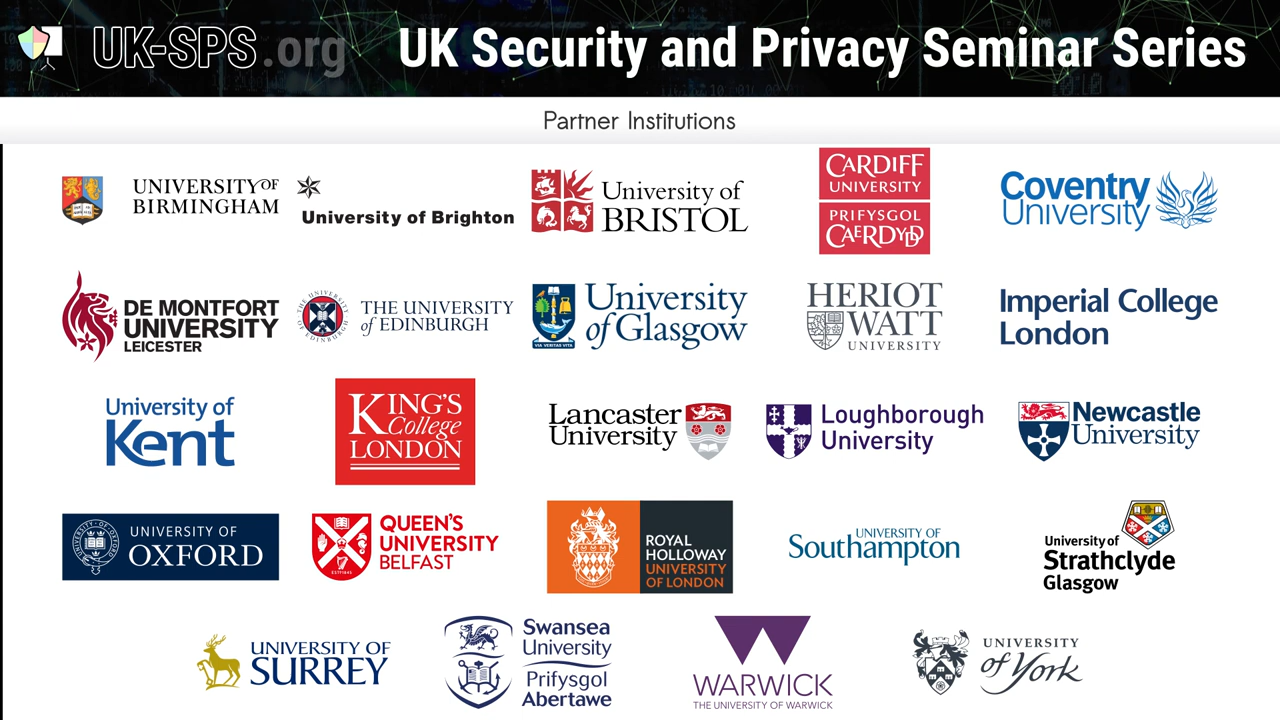 UK-SPS.org
UK Security and Privacy Seminar Series
Partner Institutions
UNIVERSITY OF
BIRMINGHAM
University of Brighton
University of
BRISTOL
CARDIFF
UNIVERSITY
PRIFYSGOL
CAERDYDD
Coventry
University
DE MONTFORT
UNIVERSITY
LEICESTER
THE UNIVERSITY
of EDINBURGH
University
of Glasgow
VIA VERITAS VITA
HERIOT
WATT
UNIVERSITY
Imperial College
London
University of
Kent
KING'S
College
LONDON
Lancaster
University
Loughborough
University
Newcastle
University
UNIVERSITY OF
OXFORD
QUEEN'S
UNIVERSITY
BELFAST
ROYAL
HOLLOWAY
UNIVERSITY
OF LONDON
UNIVERSITY OF
Southampton
University of
Strathclyde
Glasgow
UNIVERSITY OF
SURREY
Swansea
University
Prifysgol
Abertawe
WARWICK
THE UNIVERSITY OF WARWICK
UNIVERSITY
of York